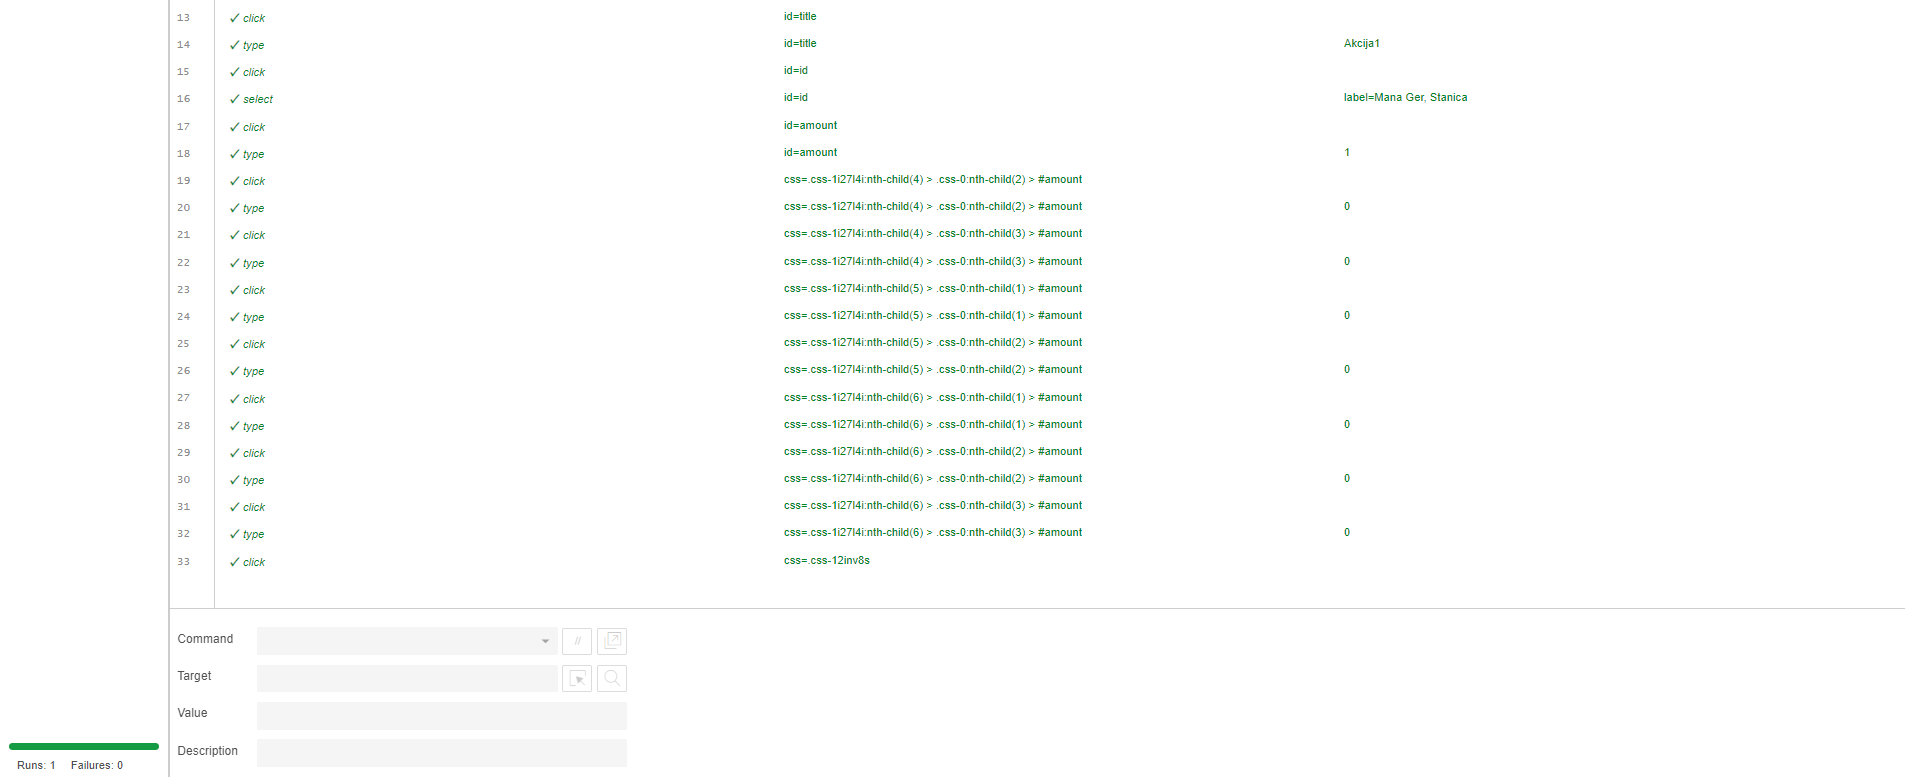 13 ✓ click id=title
14 ✓ type id=title Akcija1
15 ✓ click id=id
16 ✓ select id=id label=Mana Ger, Stanica
17 ✓ click id=amount
18 ✓ type id=amount 1
19 ✓ click css=.css-1i27l4i:nth-child(4) > .css-0:nth-child(2) > #amount
20 ✓ type css=.css-1i27l4i:nth-child(4) > .css-0:nth-child(2) > #amount 0
21 ✓ click css=.css-1i27l4i:nth-child(4) > .css-0:nth-child(3) > #amount
22 ✓ type css=.css-1i27l4i:nth-child(4) > .css-0:nth-child(3) > #amount 0
23 ✓ click css=.css-1i27l4i:nth-child(5) > .css-0:nth-child(1) > #amount
24 ✓ type css=.css-1i27l4i:nth-child(5) > .css-0:nth-child(1) > #amount 0
25 ✓ click css=.css-1i27l4i:nth-child(5) > .css-0:nth-child(2) > #amount
26 ✓ type css=.css-1i27l4i:nth-child(5) > .css-0:nth-child(2) > #amount 0
27 ✓ click css=.css-1i27l4i:nth-child(6) > .css-0:nth-child(1) > #amount
28 ✓ type css=.css-1i27l4i:nth-child(6) > .css-0:nth-child(1) > #amount 0
29 ✓ click css=.css-1i27l4i:nth-child(6) > .css-0:nth-child(2) > #amount
30 ✓ type css=.css-1i27l4i:nth-child(6) > .css-0:nth-child(2) > #amount 0
31 ✓ click css=.css-1i27l4i:nth-child(6) > .css-0:nth-child(3) > #amount
32 ✓ type css=.css-1i27l4i:nth-child(6) > .css-0:nth-child(3) > #amount 0
33 ✓ click css=.css-12inv8s
Command //
Target
Value
Description
Runs: 1 Failures: 0